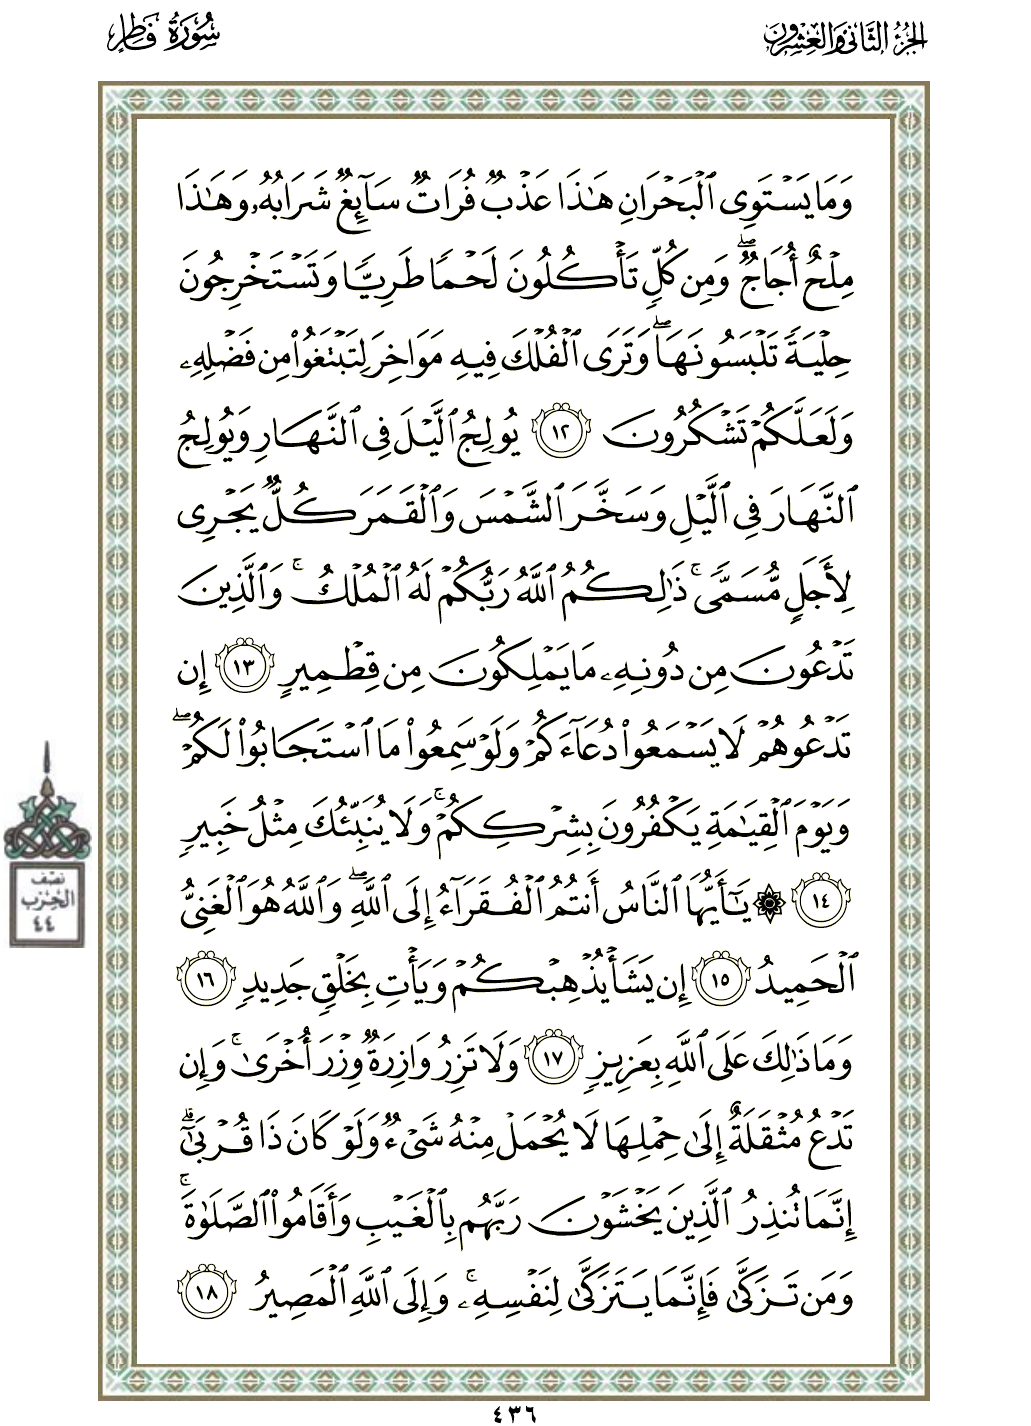 الجزء الثاني والعشرون
سورة فاطر
وَمَا يَسْتَوِى ٱلْبَحْرَانِ هَـٰذَا عَذْبٌ فُرَاتٌ سَآئِغٌ شَرَابُهُۥ وَهَـٰذَا
مِلْحٌ أُجَاجٌ ۖ وَمِن كُلٍّ تَأْكُلُونَ لَحْمًا طَرِيًّا وَتَسْتَخْرِجُونَ
حِلْيَةً تَلْبَسُونَهَا ۖ وَتَرَى ٱلْفُلْكَ فِيهِ مَوَاخِرَ لِتَبْتَغُوا۟ مِن فَضْلِهِۦ
وَلَعَلَّكُمْ تَشْكُرُونَ ١٢ يُولِجُ ٱلَّيْلَ فِى ٱلنَّهَارِ وَيُولِجُ
ٱلنَّهَارَ فِى ٱلَّيْلِ وَسَخَّرَ ٱلشَّمْسَ وَٱلْقَمَرَ كُلٌّ يَجْرِى
لِأَجَلٍ مُّسَمًّى ۚ ذَٰلِكُمُ ٱللَّهُ رَبُّكُمْ لَهُ ٱلْمُلْكُ ۚ وَٱلَّذِينَ
تَدْعُونَ مِن دُونِهِۦ مَا يَمْلِكُونَ مِن قِطْمِيرٍ ١٣ إِن
تَدْعُوهُمْ لَا يَسْمَعُوا۟ دُعَآءَكُمْ وَلَوْ سَمِعُوا۟ مَا ٱسْتَجَابُوا۟ لَكُمْ ۖ
وَيَوْمَ ٱلْقِيَـٰمَةِ يَكْفُرُونَ بِشِرْكِكُمْ ۚ وَلَا يُنَبِّئُكَ مِثْلُ خَبِيرٍ
١٤ ۞ يَـٰٓأَيُّهَا ٱلنَّاسُ أَنتُمُ ٱلْفُقَرَآءُ إِلَى ٱللَّهِ ۖ وَٱللَّهُ هُوَ ٱلْغَنِىُّ
ٱلْحَمِيدُ ١٥ إِن يَشَأْ يُذْهِبْكُمْ وَيَأْتِ بِخَلْقٍ جَدِيدٍ ١٦
وَمَا ذَٰلِكَ عَلَى ٱللَّهِ بِعَزِيزٍ ١٧ وَلَا تَزِرُ وَازِرَةٌ وِزْرَ أُخْرَىٰ ۚ وَإِن
تَدْعُ مُثْقَلَةٌ إِلَىٰ حِمْلِهَا لَا يُحْمَلْ مِنْهُ شَىْءٌ وَلَوْ كَانَ ذَا قُرْبَىٰٓ ۗ
إِنَّمَا تُنذِرُ ٱلَّذِينَ يَخْشَوْنَ رَبَّهُم بِٱلْغَيْبِ وَأَقَامُوا۟ ٱلصَّلَوٰةَ ۚ
وَمَن تَزَكَّىٰ فَإِنَّمَا يَتَزَكَّىٰ لِنَفْسِهِۦ ۚ وَإِلَى ٱللَّهِ ٱلْمَصِيرُ ١٨
نصف
الحزب
٤٤
٤٣٦